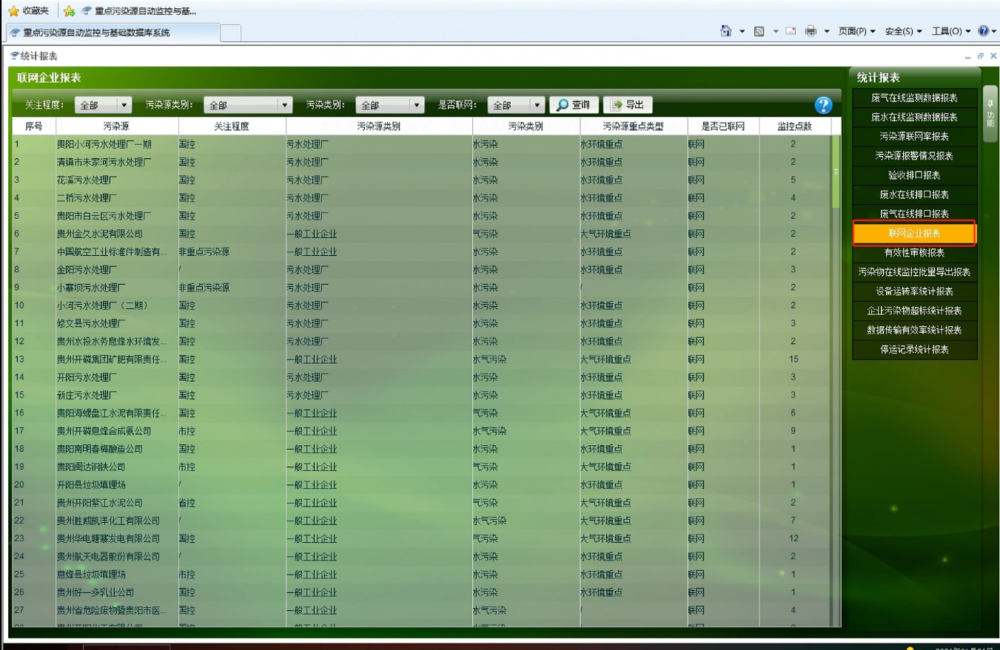 收藏夹 重点污染源自动监控与基...
重点污染源自动监控与基础数据库系统 页面(P) 安全(S) 工具(O)
统计报表
联网企业报表
关注程度： 全部 污染源类别： 全部 污染类别： 全部 是否联网： 全部 查询 导出
序号 污染源 关注程度 污染源类别 污染类别 污染源重点类型 是否已联网 监控点数
1 贵阳小河污水处理厂一期 国控 污水处理厂 水污染 水环境重点 联网 2
2 清镇市朱家河污水处理厂 国控 污水处理厂 水污染 水环境重点 联网 2
3 花溪污水处理厂 国控 污水处理厂 水污染 水环境重点 联网 5
4 二桥污水处理厂 国控 污水处理厂 水污染 水环境重点 联网 4
5 贵阳市白云区污水处理厂 国控 污水处理厂 水污染 水环境重点 联网 2
6 贵州金久水泥有限公司 国控 一般工业企业 气污染 大气环境重点 联网 2
7 中国航空工业标准件制造有... 非重点污染源 一般工业企业 水污染 水环境重点 联网 2
8 金阳污水处理厂 / 污水处理厂 水污染 水环境重点 联网 3
9 小寨坝污水处理厂 非重点污染源 污水处理厂 水污染 / 联网 2
10 小河污水处理厂（二期） 国控 污水处理厂 水污染 水环境重点 联网 2
11 修文县污水处理厂 国控 污水处理厂 水污染 水环境重点 联网 3
12 贵州水投水务息烽水环境发... 国控 污水处理厂 水污染 水环境重点 联网 2
13 贵州开磷集团矿肥有限责任... 国控 一般工业企业 水气污染 大气环境重点 联网 15
14 开阳污水处理厂 国控 污水处理厂 水污染 水环境重点 联网 3
15 新庄污水处理厂 国控 污水处理厂 水污染 水环境重点 联网 3
16 贵阳海螺盘江水泥有限责任... 国控 一般工业企业 气污染 大气环境重点 联网 6
17 贵州开磷息烽合成氨公司 市控 一般工业企业 水气污染 大气环境重点 联网 9
18 贵阳南明春梅酿造公司 国控 一般工业企业 水污染 水环境重点 联网 1
19 贵阳闽达钢铁公司 市控 一般工业企业 气污染 大气环境重点 联网 1
20 开阳县垃圾填埋场 / 一般工业企业 水污染 水环境重点 联网 1
21 贵州开阳紫江水泥公司 省控 一般工业企业 气污染 大气环境重点 联网 2
22 贵州胜威凯洋化工有限公司 / 一般工业企业 水气污染 大气环境重点 联网 7
23 贵州华电塘寨发电有限公司 国控 一般工业企业 气污染 大气环境重点 联网 12
24 贵州航天电器股份有限公司 / 一般工业企业 水污染 水环境重点 联网 2
25 息烽县垃圾填埋场 市控 一般工业企业 水污染 水环境重点 联网 1
26 贵州好一多乳业公司 国控 一般工业企业 水污染 水环境重点 联网 1
27 贵州省危险废物暨贵阳市医... 国控 一般工业企业 水气污染 / 联网 4
统计报表
废气在线监测数据报表
废水在线监测数据报表
污染源联网率报表
污染源报警情况报表
验收排口报表
废水在线排口报表
废气在线排口报表
联网企业报表
有效性审核报表
污染物在线监控批量导出报表
设备运转率统计报表
企业污染物超标统计报表
数据传输有效率统计报表
停运记录统计报表
功能